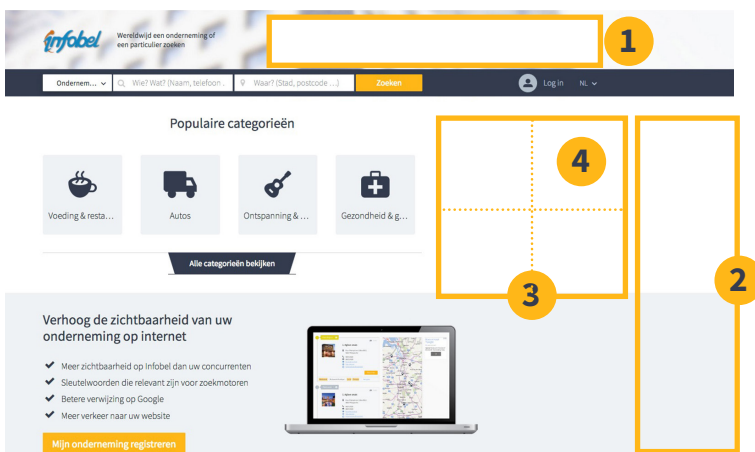 infobel
Wereldwijd een onderneming of
een particulier zoeken
1
Ondernem...
Wie? Wat? (Naam, telefoon .
Waar? (Stad, postcode ...)
Zoeken
Log in
NL
Populaire categorieën
Voeding & resta...
Autos
Ontspanning & ...
Gezondheid & g...
Alle categorieën bekijken
4
3
2
Verhoog de zichtbaarheid van uw
onderneming op internet
Meer zichtbaarheid op Infobel dan uw concurrenten
Sleutelwoorden die relevant zijn voor zoekmotoren
Betere verwijzing op Google
Meer verkeer naar uw website
Mijn onderneming registreren